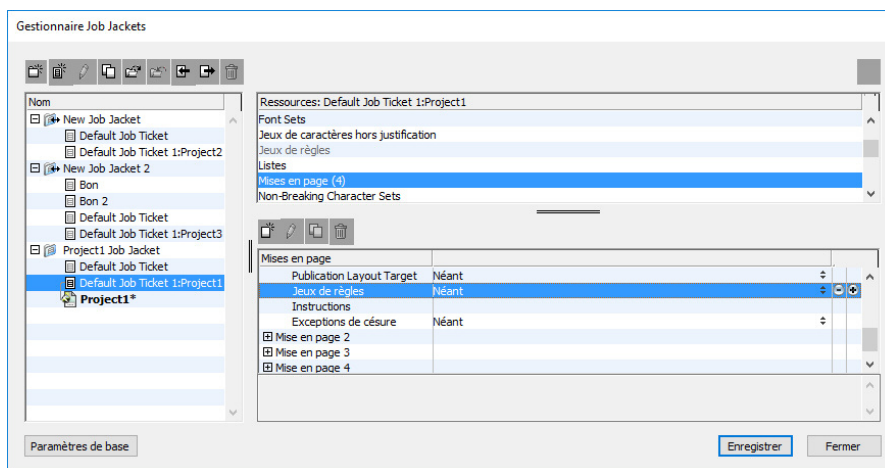 Gestionnaire Job Jackets
Nom
New Job Jacket
Default Job Ticket
Default Job Ticket 1:Project2
New Job Jacket 2
Bon
Bon 2
Default Job Ticket
Default Job Ticket 1:Project3
Project1 Job Jacket
Default Job Ticket
Default Job Ticket 1:Project1
Project1*
Ressources: Default Job Ticket 1:Project1
Font Sets
Jeux de caractères hors justification
Jeux de règles
Listes
Mises en page (4)
Non-Breaking Character Sets
Mises en page
Publication Layout Target Néant
Jeux de règles Néant
Instructions
Exceptions de césure Néant
Mise en page 2
Mise en page 3
Mise en page 4
Paramètres de base
Enregistrer
Fermer